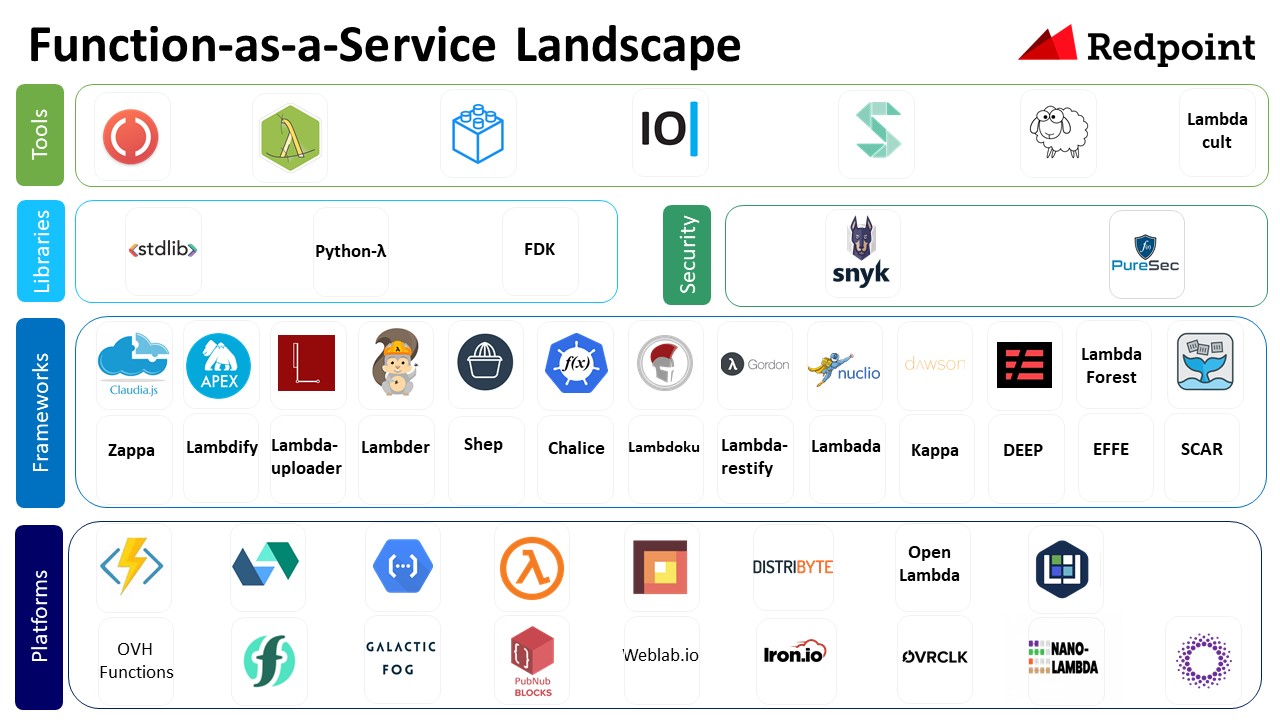 Function-as-a-Service Landscape
Redpoint
Tools
IO|
Lambda
cult
Libraries
<stdlib>
Python-λ
FDK
Security
snyk
f(x)
PureSec
Frameworks
Claudia.js
APEX
L
f(x)
λ Gordon
nuclio
dawson
Lambda
Forest
Zappa
Lambdify
Lambda-
uploader
Lambder
Shep
Chalice
Lambdoku
Lambda-
restify
Lambada
Kappa
DEEP
EFFE
SCAR
Platforms
λ
DISTRIBYTE
Open
Lambda
OVH
Functions
f
GALACTIC
FOG
PubNub
BLOCKS
Weblab.io
Iron.io
OVRCLK
NANO-
LAMBDA